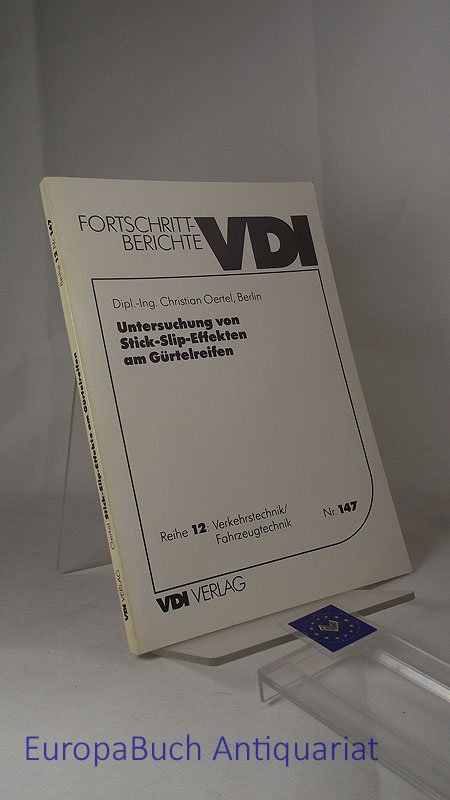 FORTSCHRITT-
BERICHTE VDI
Dipl.-Ing. Christian Oertel, Berlin
Untersuchung von
Stick-Slip-Effekten
am Gürtelreifen
Reihe 12: Verkehrstechnik/
Fahrzeugtechnik
Nr. 147
VDI VERLAG
Reihe 12 Nr. 147
Oertel Stick-Slip-Effekte am Gürtelreifen
VDI VERLAG
EuropaBuch Antiquariat